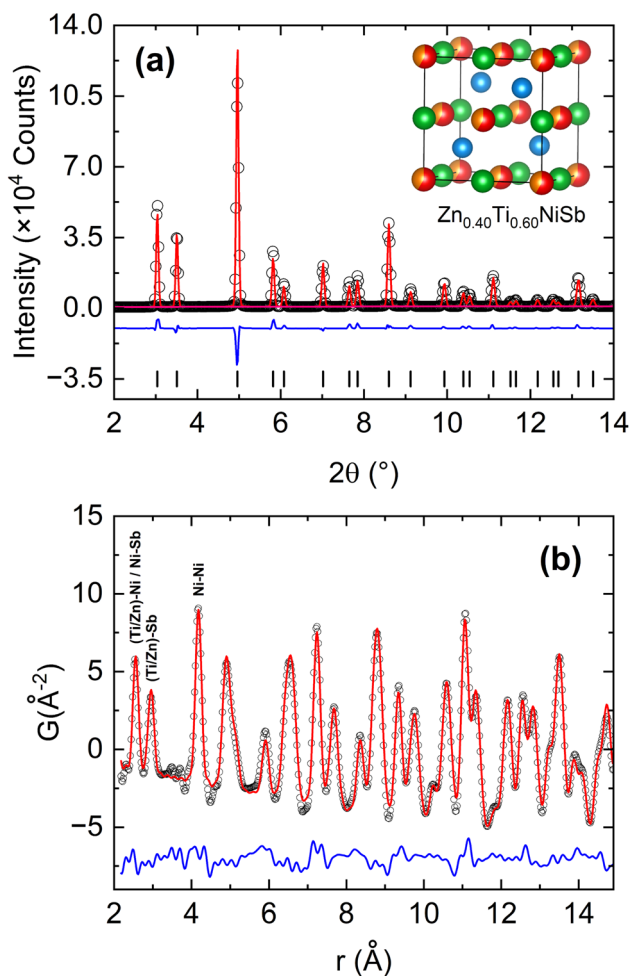 (a)
14.0
10.5
7.0
3.5
0.0
−3.5
Intensity (×10⁴ Counts)
Zn₀.₄₀Ti₀.₆₀NiSb
2 4 6 8 10 12 14
2θ (°)
(b)
15
10
5
0
−5
G(Å⁻²)
(Ti/Zn)-Ni / Ni-Sb
(Ti/Zn)-Sb
Ni-Ni
2 4 6 8 10 12 14
r (Å)